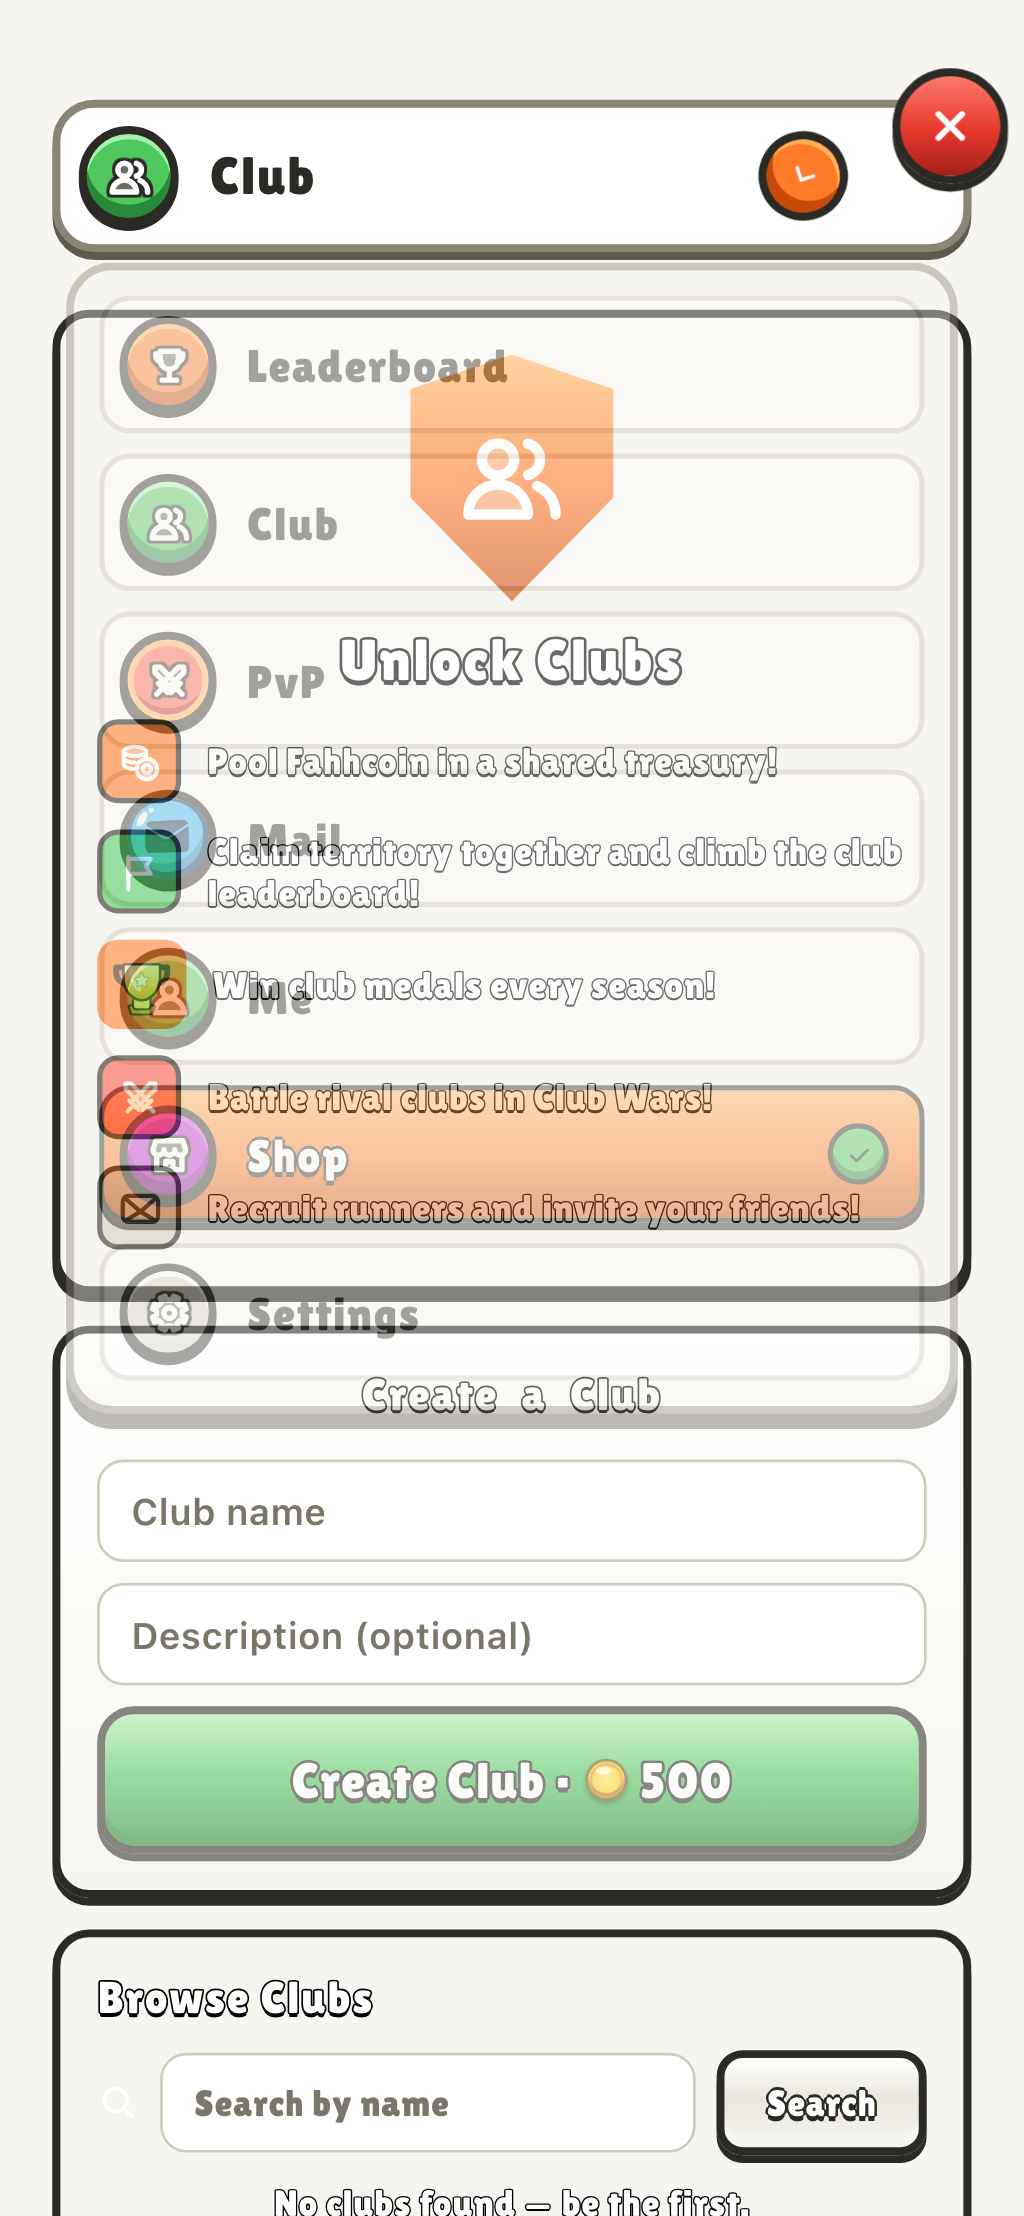 Club
Leaderboard
Club
Unlock Clubs
PvP
Pool Fahhcoin in a shared treasury!
Mail
Claim territory together and climb the club
leaderboard!
Win club medals every season!
Me
Battle rival clubs in Club Wars!
Shop
Recruit runners and invite your friends!
Settings
Create a Club
Club name
Description (optional)
Create Club · 500
Browse Clubs
Search by name
Search
No clubs found — be the first.